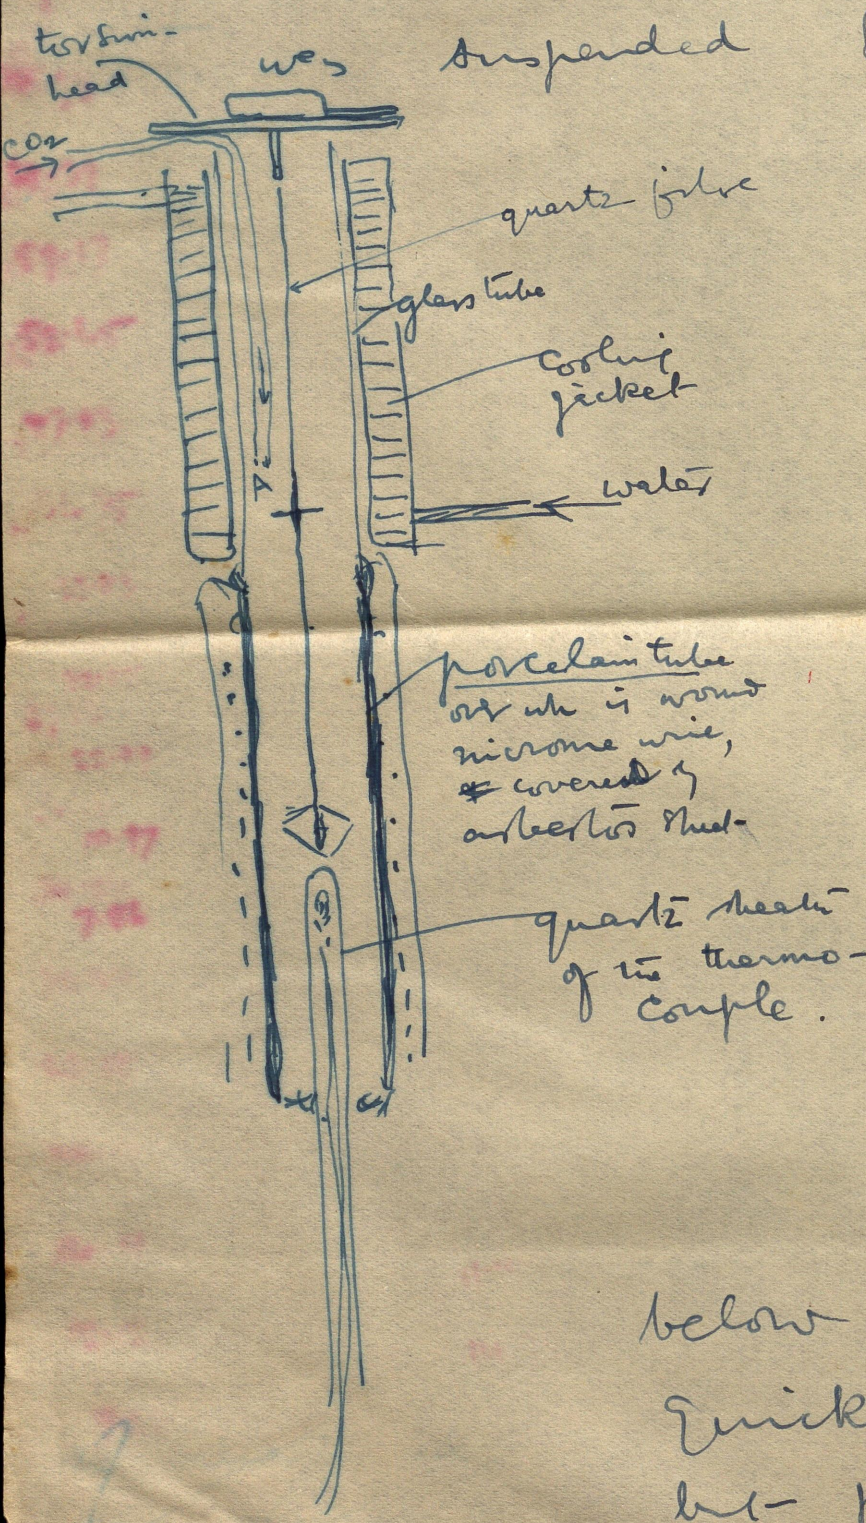 torsion-
head
suspended
CO2
quartz fibre
glass tube
cooling
jacket
water
porcelain tube
over wh is wound
nicrome wire,
covered by
asbestos sheet
quartz sheath
of the thermo-
couple.
below
Quick
but